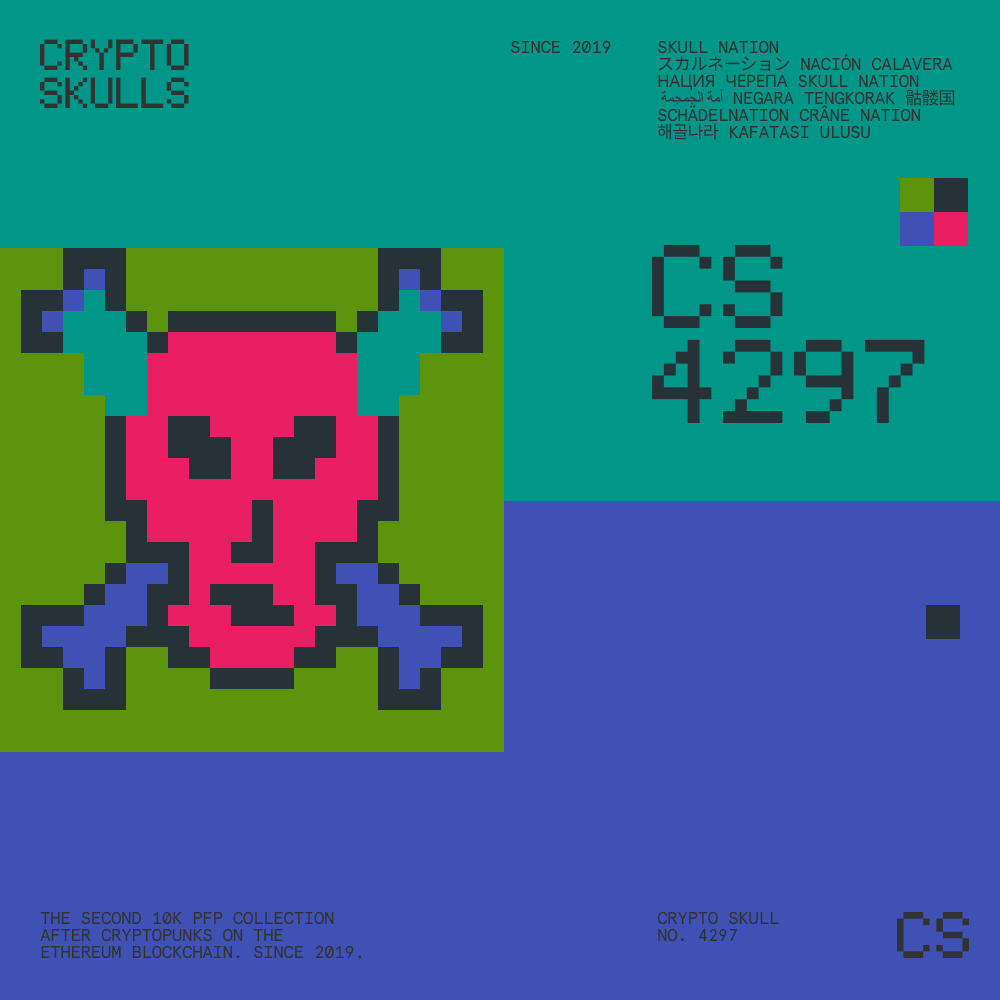 CRYPTO
SKULLS
SINCE 2019
SKULL NATION
スカルネーション NACIÓN CALAVERA
НАЦИЯ ЧЕРЕПА SKULL NATION
أمة الجمجمة NEGARA TENGKORAK 骷髅国
SCHÄDELNATION CRÂNE NATION
해골나라 KAFATASI ULUSU
CS
4297
THE SECOND 10K PFP COLLECTION
AFTER CRYPTOPUNKS ON THE
ETHEREUM BLOCKCHAIN. SINCE 2019.
CRYPTO SKULL
NO. 4297
CS